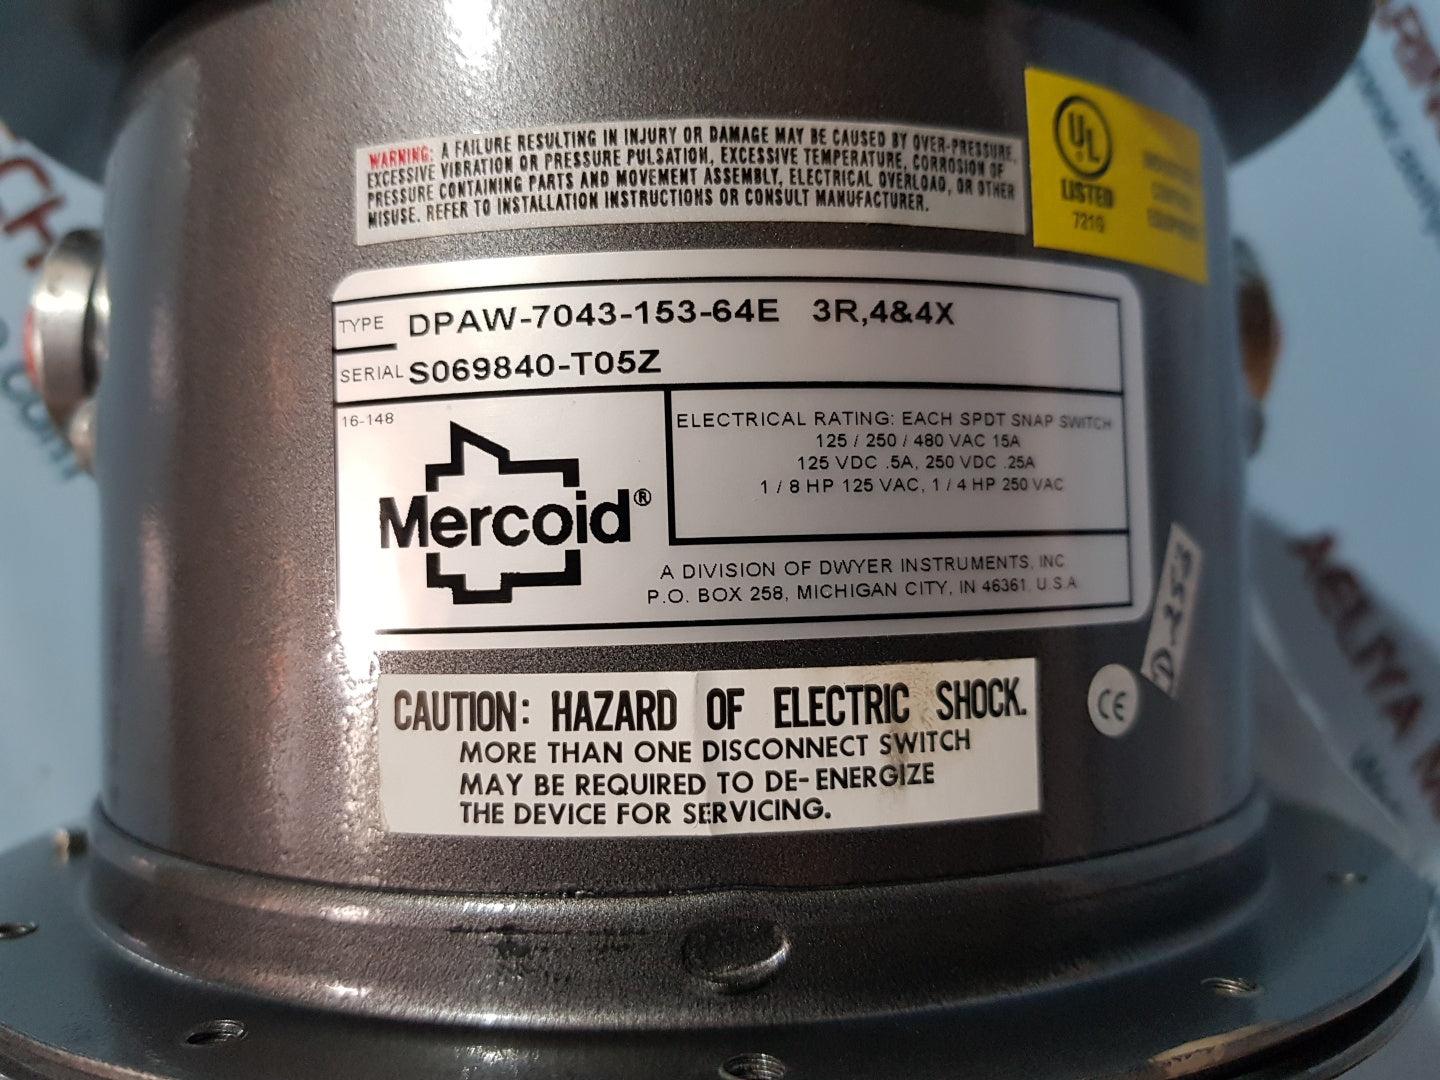 WARNING: A FAILURE RESULTING IN INJURY OR DAMAGE MAY BE CAUSED BY OVER-PRESSURE,
EXCESSIVE VIBRATION OR PRESSURE PULSATION, EXCESSIVE TEMPERATURE, CORROSION OF
PRESSURE CONTAINING PARTS AND MOVEMENT ASSEMBLY, ELECTRICAL OVERLOAD, OR OTHER
MISUSE. REFER TO INSTALLATION INSTRUCTIONS OR CONSULT MANUFACTURER.
UL
®
LISTED
721G
TYPE DPAW-7043-153-64E 3R,4&4X
SERIAL S069840-T05Z
16-148
Mercoid®
ELECTRICAL RATING: EACH SPDT SNAP SWITCH
125 / 250 / 480 VAC 15A
125 VDC .5A, 250 VDC .25A
1 / 8 HP 125 VAC, 1 / 4 HP 250 VAC
A DIVISION OF DWYER INSTRUMENTS, INC
P.O. BOX 258, MICHIGAN CITY, IN 46361 U.S.A
CE
CAUTION: HAZARD OF ELECTRIC SHOCK.
MORE THAN ONE DISCONNECT SWITCH
MAY BE REQUIRED TO DE-ENERGIZE
THE DEVICE FOR SERVICING.